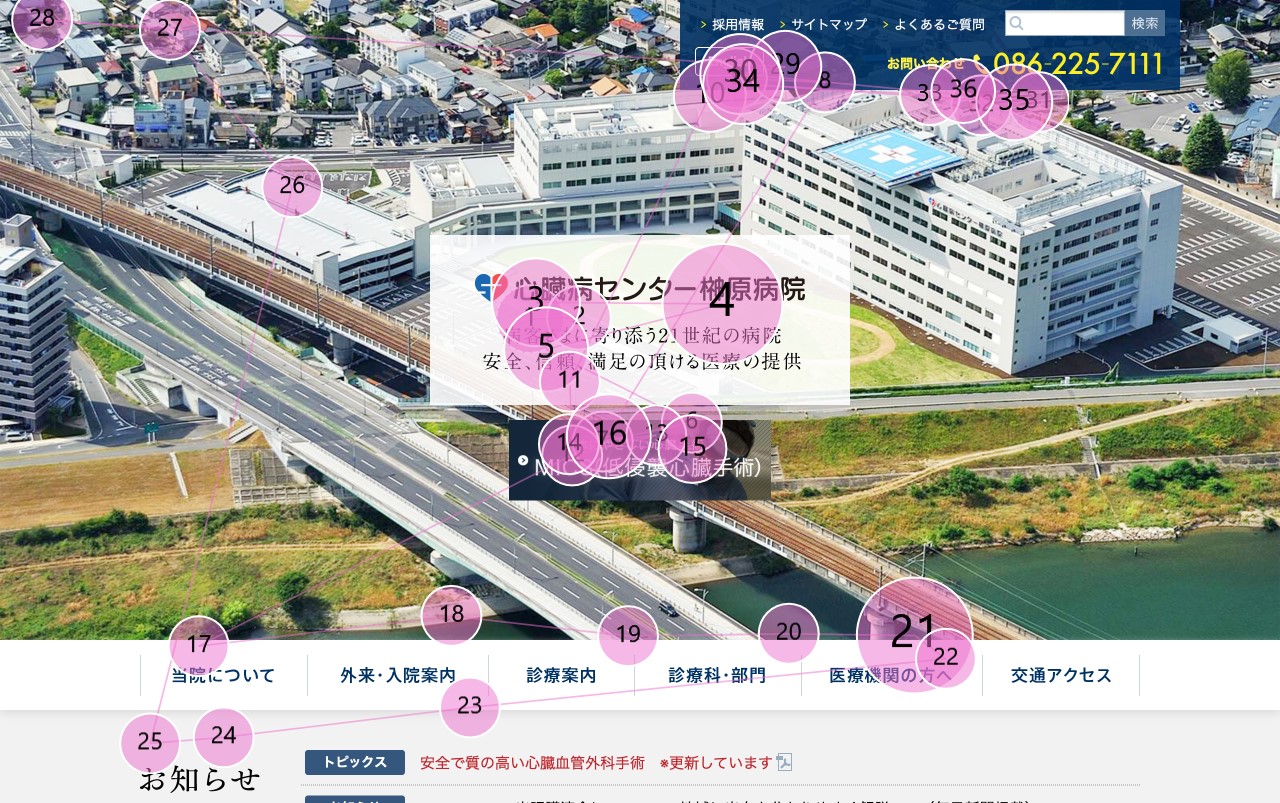 採用情報 サイトマップ よくあるご質問 検索
お問い合わせ 086-225-7111
28 27 29 34 8 33 36 35 31
26
心臓病センター榊原病院
3 2 4
寄り添う21世紀の病院
5
安全、信頼、満足の頂ける医療の提供
11
6
14 16 13 15
(低侵襲心臓手術)
17 18 19 20 21 22
当院について 外来・入院案内 診療案内 診療科・部門 医療機関の方へ 交通アクセス
23
25 24
お知らせ
トピックス 安全で質の高い心臓血管外科手術 ※更新しています